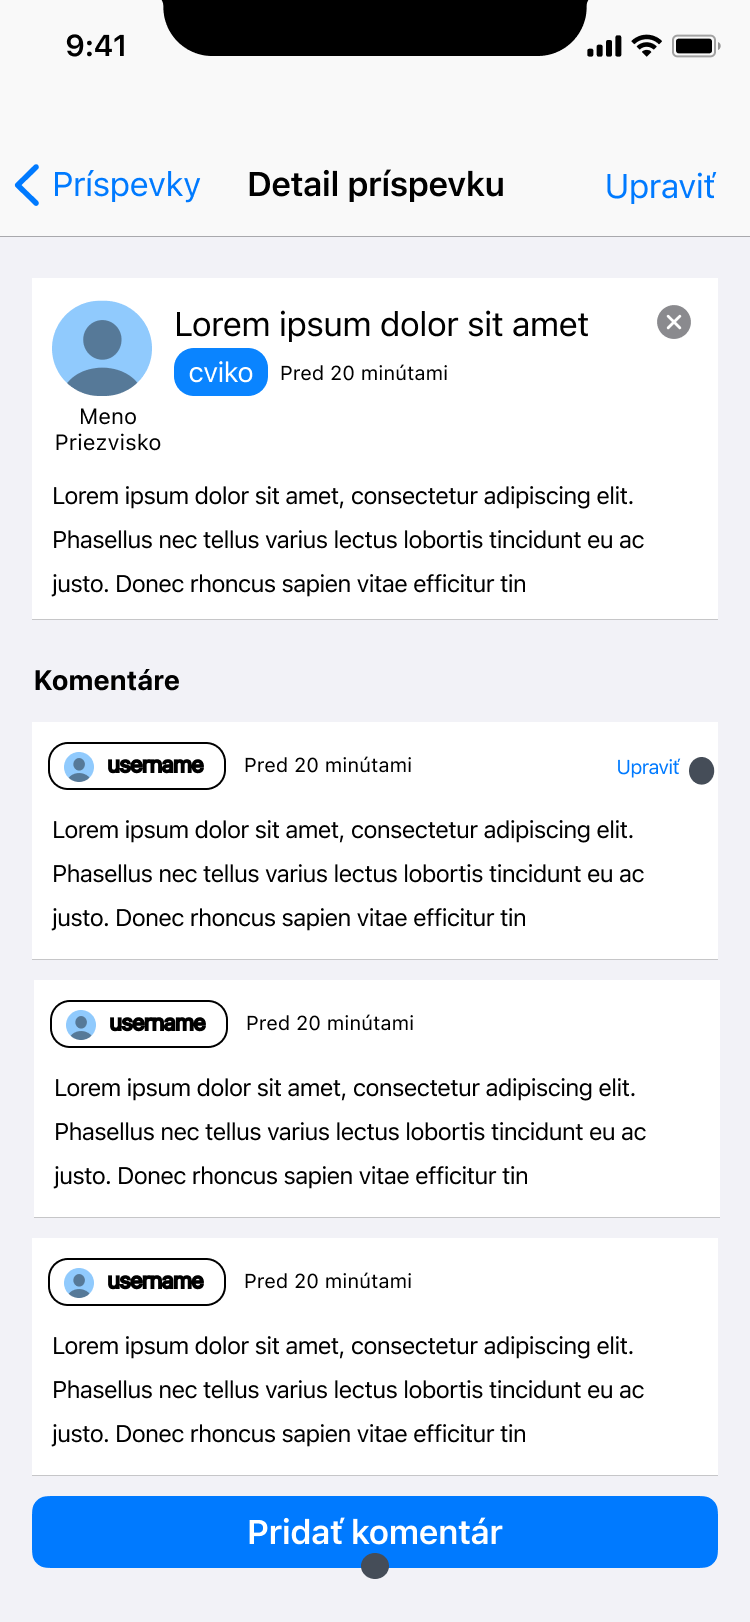 9:41
Príspevky
Detail príspevku
Upraviť
Lorem ipsum dolor sit amet
cviko
Pred 20 minútami
Meno
Priezvisko
Lorem ipsum dolor sit amet, consectetur adipiscing elit.
Phasellus nec tellus varius lectus lobortis tincidunt eu ac
justo. Donec rhoncus sapien vitae efficitur tin
Komentáre
username
Pred 20 minútami
Upraviť
Lorem ipsum dolor sit amet, consectetur adipiscing elit.
Phasellus nec tellus varius lectus lobortis tincidunt eu ac
justo. Donec rhoncus sapien vitae efficitur tin
username
Pred 20 minútami
Lorem ipsum dolor sit amet, consectetur adipiscing elit.
Phasellus nec tellus varius lectus lobortis tincidunt eu ac
justo. Donec rhoncus sapien vitae efficitur tin
username
Pred 20 minútami
Lorem ipsum dolor sit amet, consectetur adipiscing elit.
Phasellus nec tellus varius lectus lobortis tincidunt eu ac
justo. Donec rhoncus sapien vitae efficitur tin
Pridať komentár